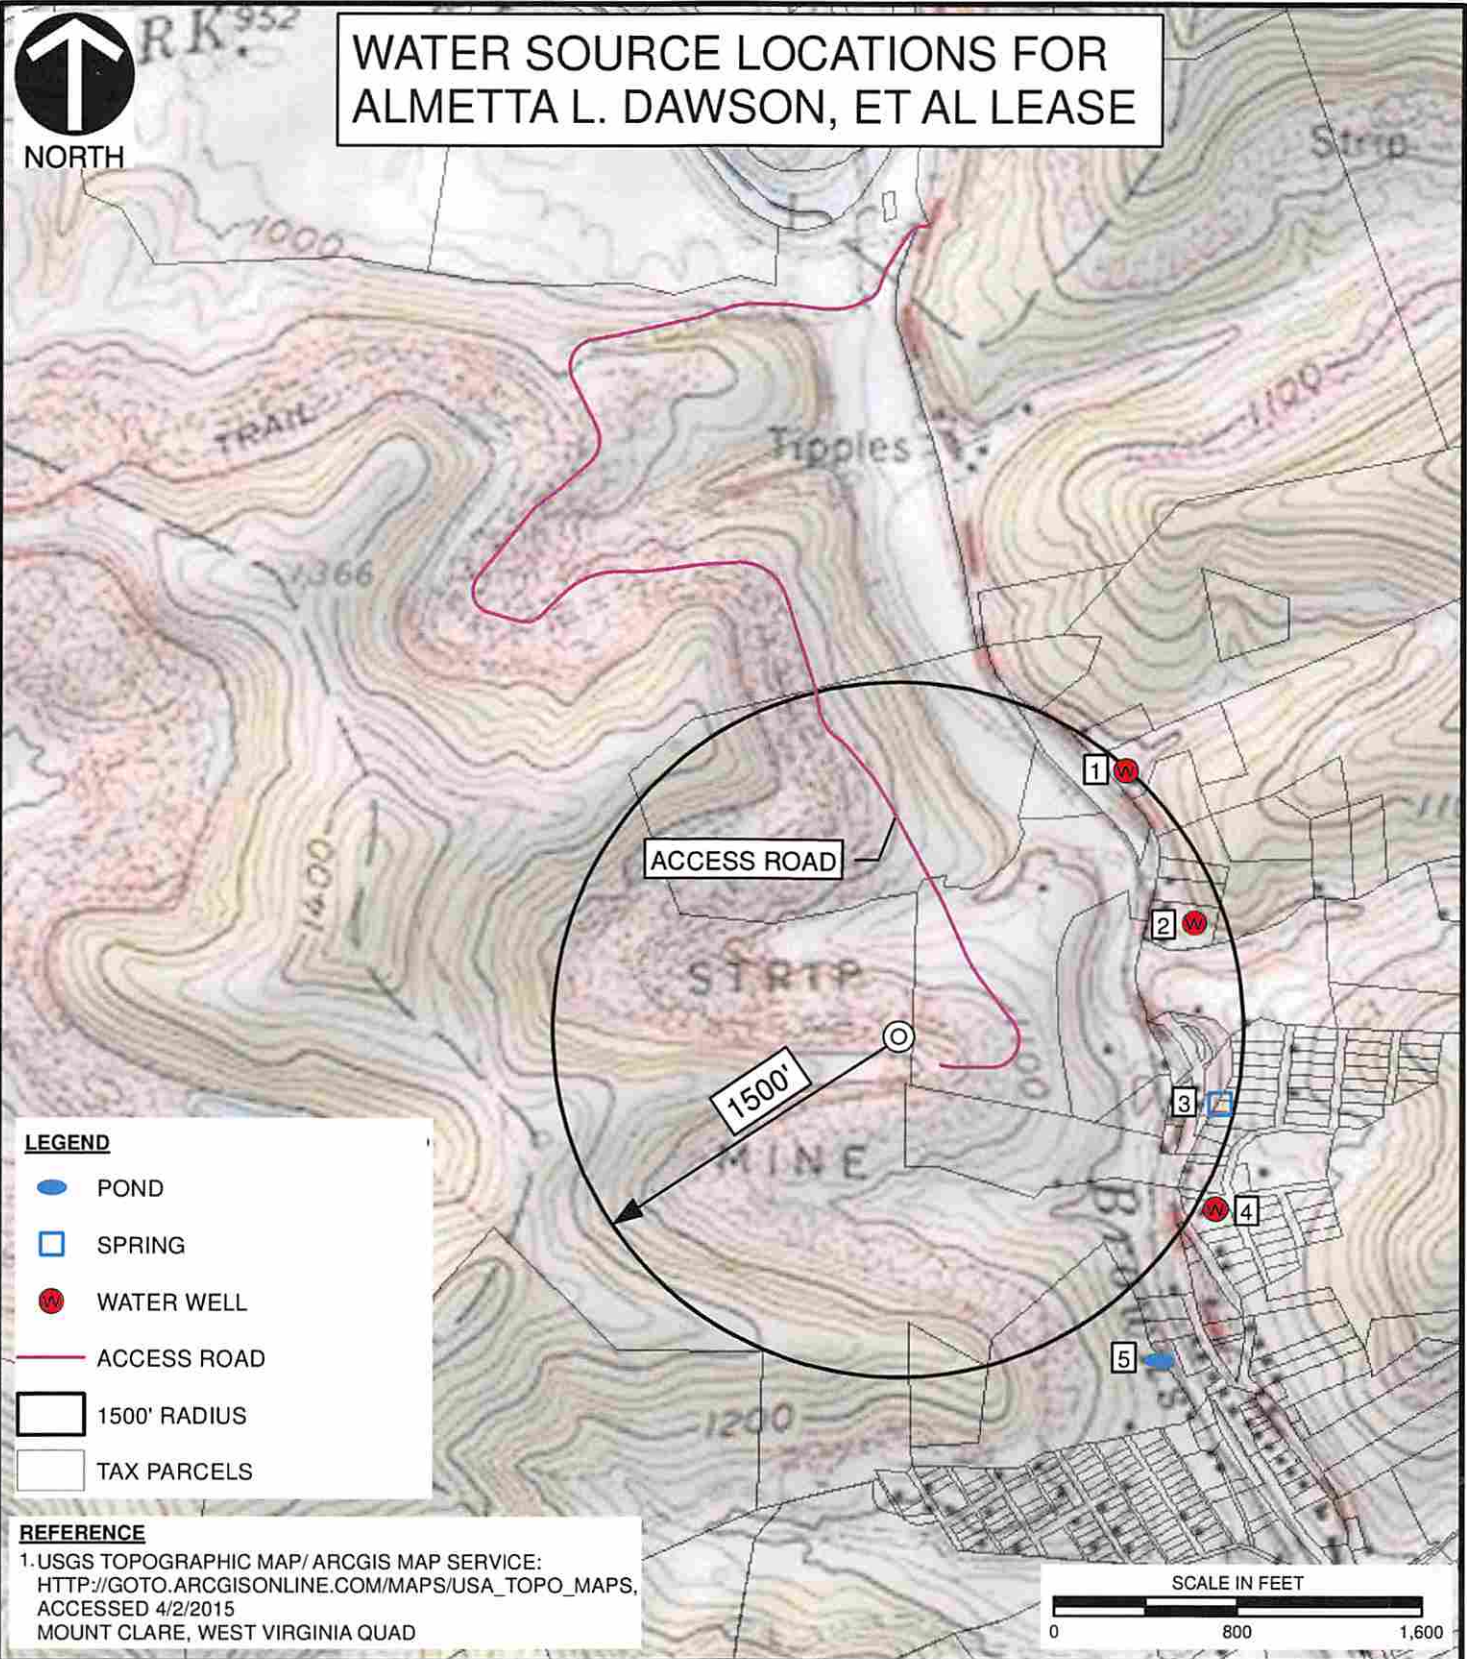 RK 952
WATER SOURCE LOCATIONS FOR
ALMETTA L. DAWSON, ET AL LEASE
NORTH
Strip
1000
1100
TRAIL
Tipples
1366
1
W
ACCESS ROAD
1400
2
W
STRIP
O
1500'
3
MINE
W
4
5
1200
LEGEND
POND
SPRING
W
WATER WELL
ACCESS ROAD
1500' RADIUS
TAX PARCELS
REFERENCE
1. USGS TOPOGRAPHIC MAP/ ARCGIS MAP SERVICE:
HTTP://GOTO.ARCGISONLINE.COM/MAPS/USA_TOPO_MAPS,
ACCESSED 4/2/2015
MOUNT CLARE, WEST VIRGINIA QUAD
SCALE IN FEET
0 800 1,600